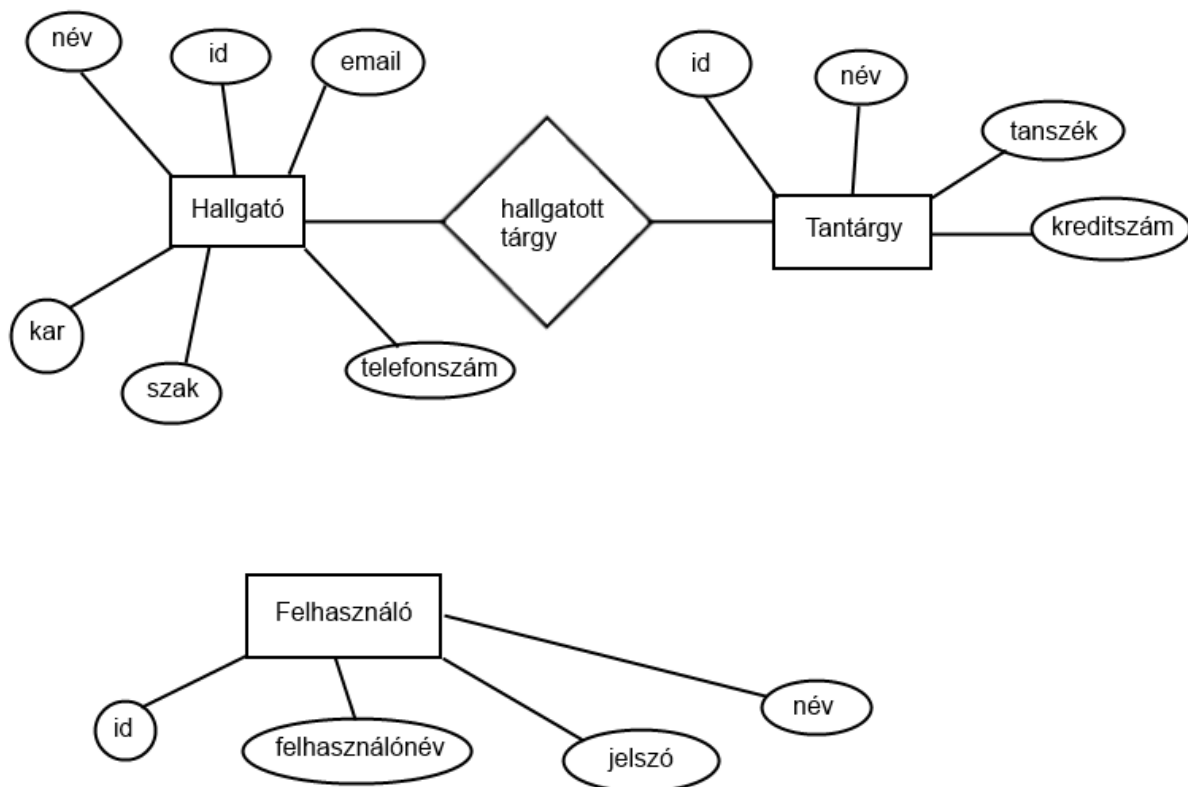 név
id
email
id
név
tanszék
Hallgató
hallgatott
tárgy
Tantárgy
kreditszám
kar
szak
telefonszám
Felhasználó
id
felhasználónév
jelszó
név